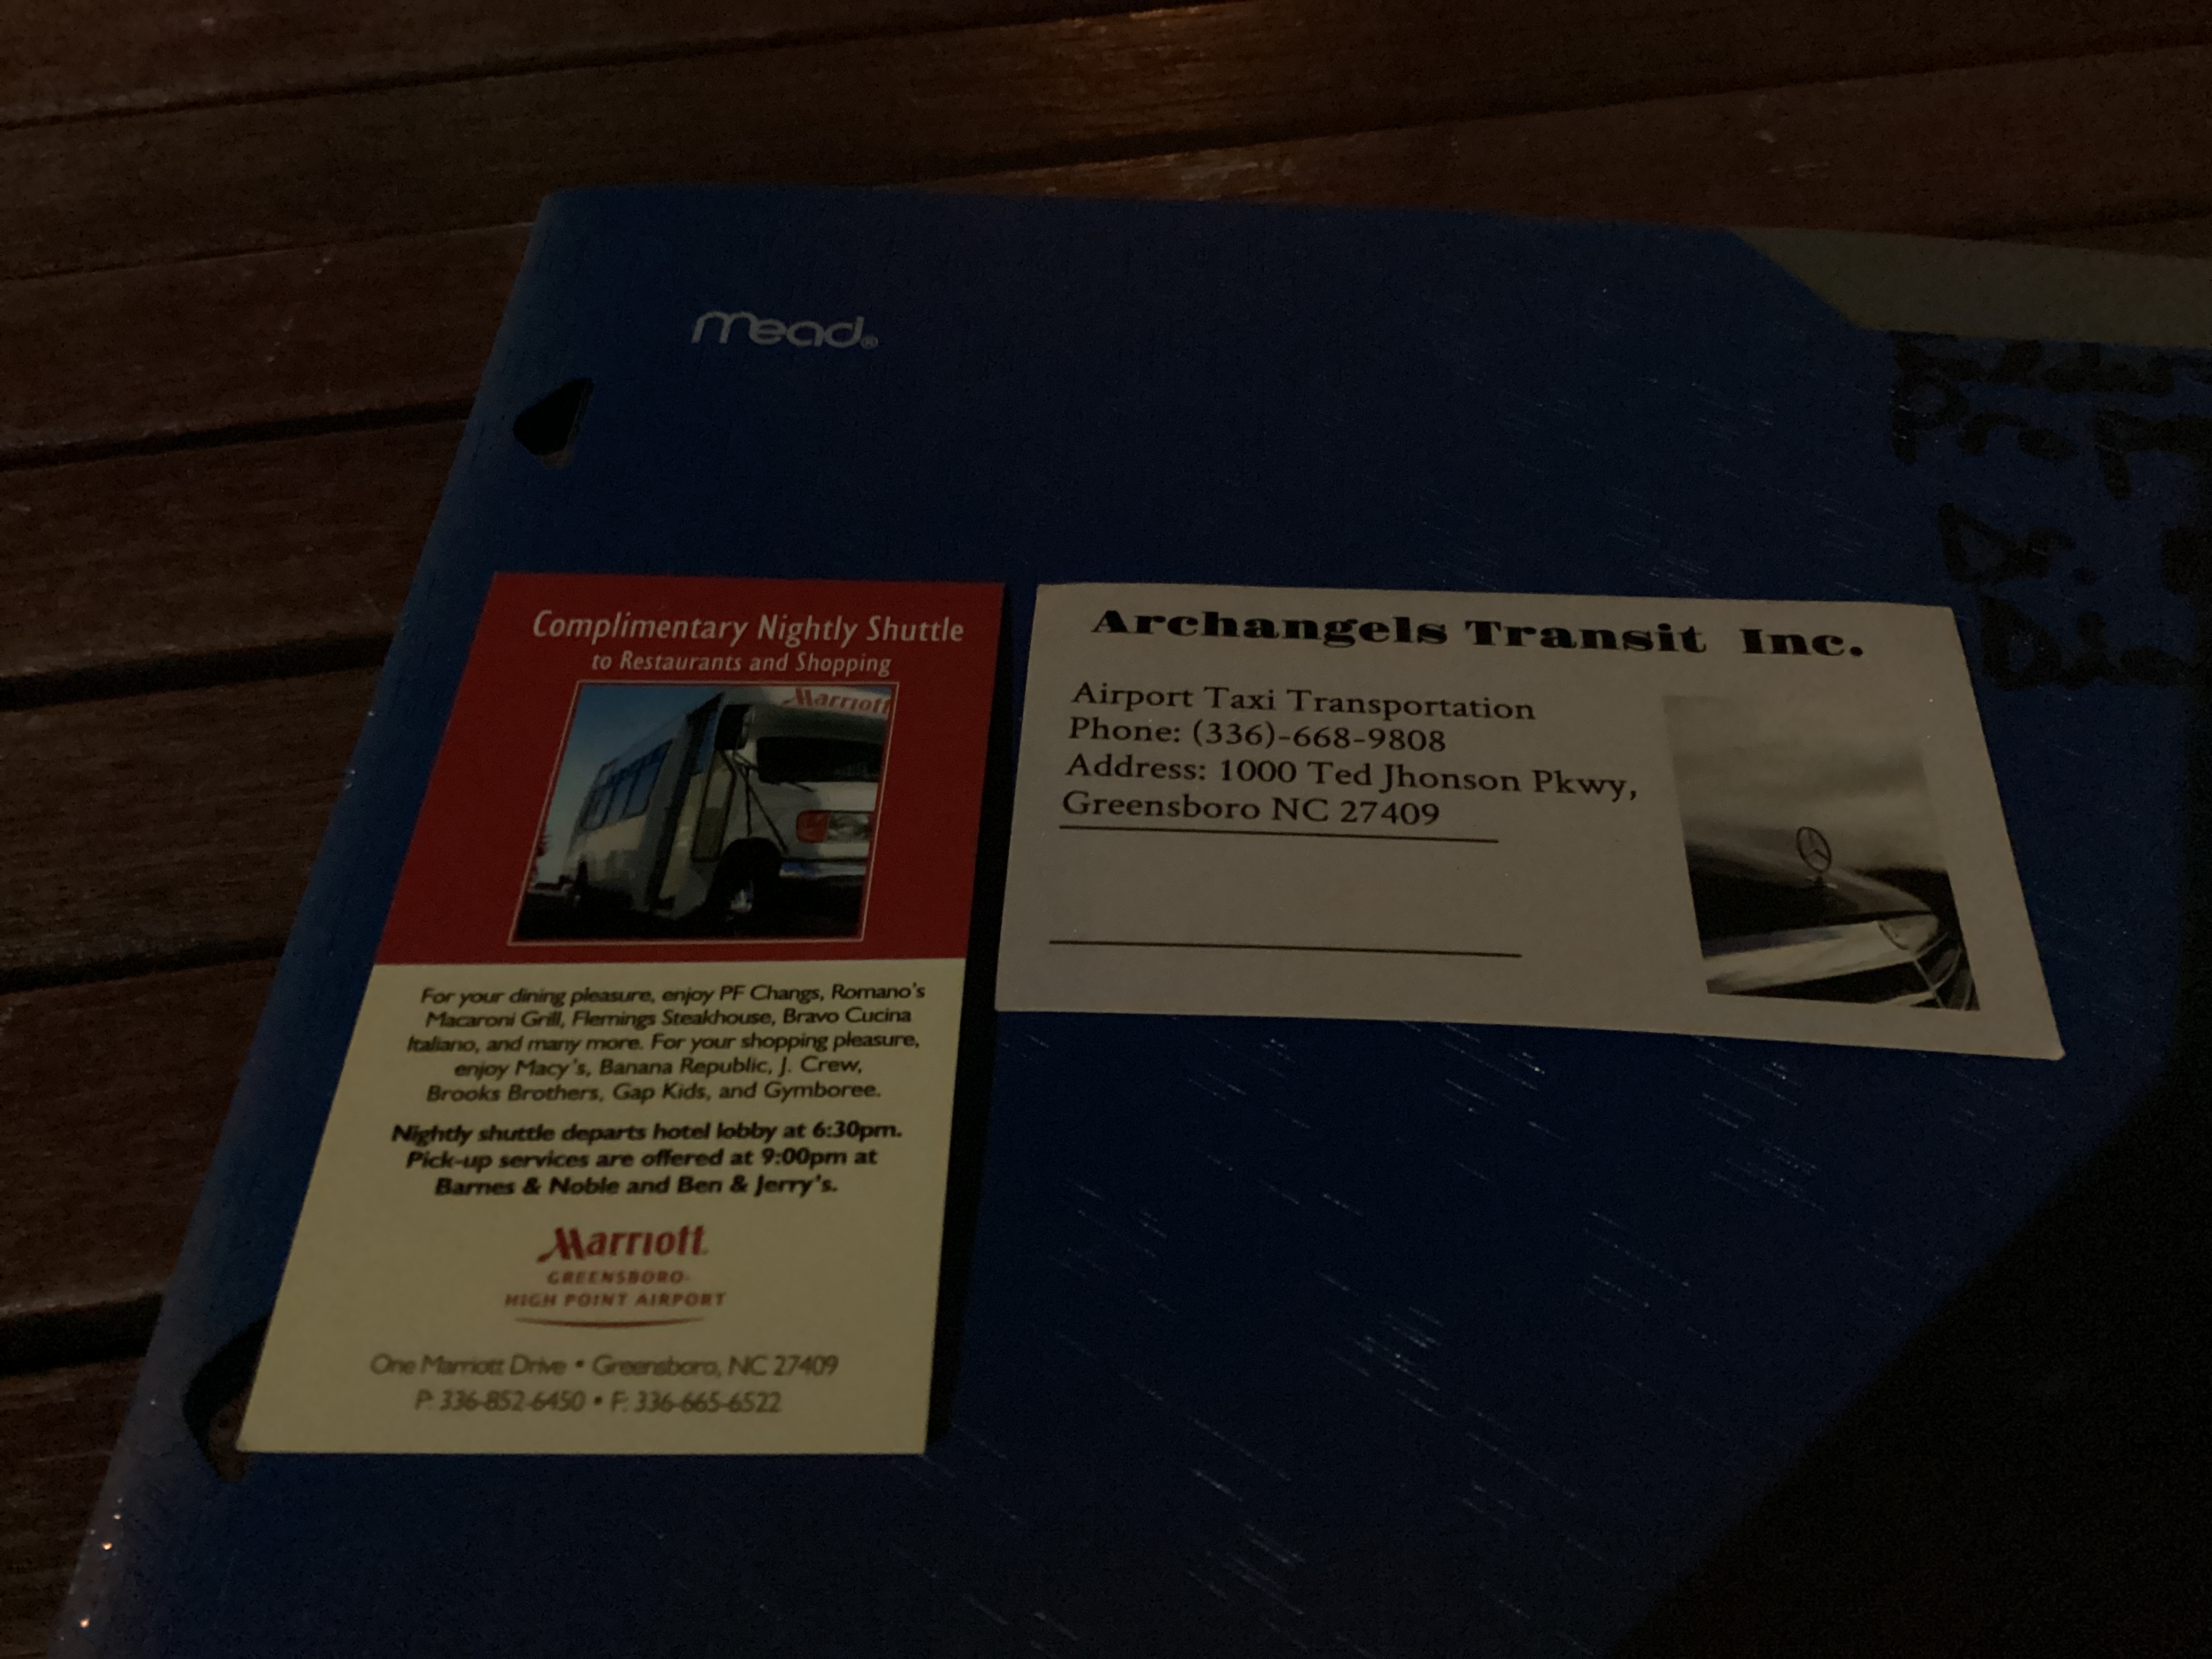 mead®
Dr.
Complimentary Nightly Shuttle
to Restaurants and Shopping
Marriott
For your dining pleasure, enjoy PF Changs, Romano's
Macaroni Grill, Flemings Steakhouse, Bravo Cucina
Italiano, and many more. For your shopping pleasure,
enjoy Macy's, Banana Republic, J. Crew,
Brooks Brothers, Gap Kids, and Gymboree.
Nightly shuttle departs hotel lobby at 6:30pm.
Pick-up services are offered at 9:00pm at
Barnes & Noble and Ben & Jerry's.
Marriott
GREENSBORO
HIGH POINT AIRPORT
One Marriott Drive • Greensboro, NC 27409
P: 336-852-6450 • F: 336-665-6522
Archangels Transit Inc.
Airport Taxi Transportation
Phone: (336)-668-9808
Address: 1000 Ted Jhonson Pkwy,
Greensboro NC 27409